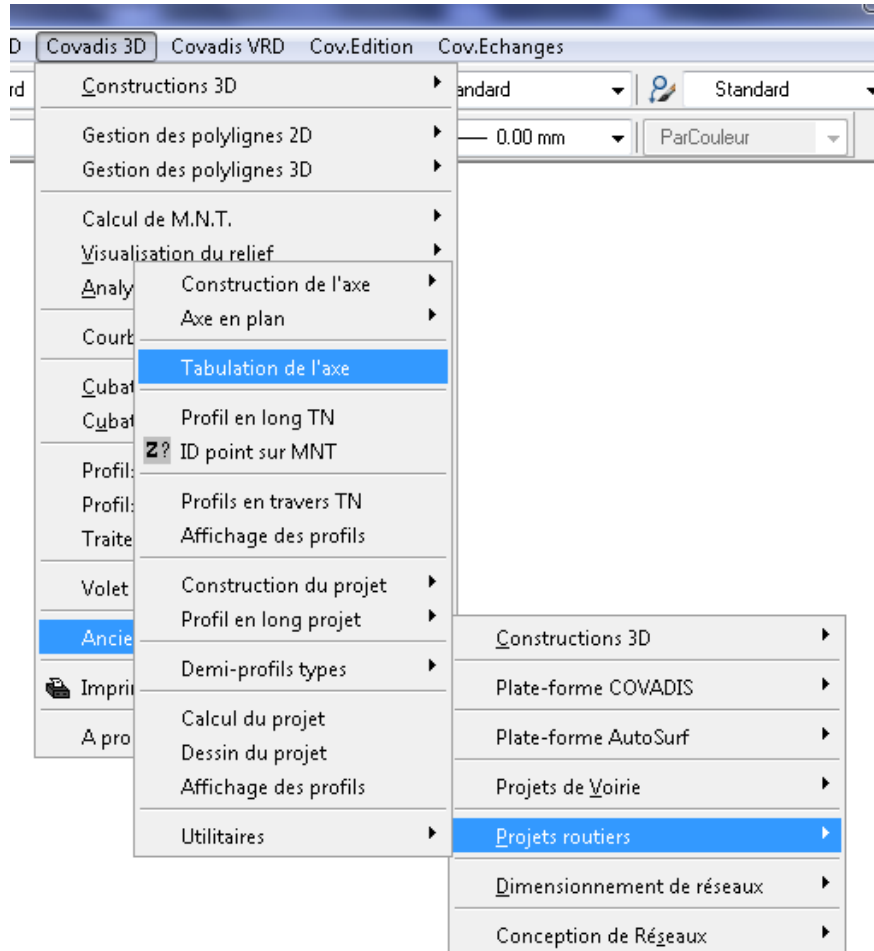 D Covadis 3D Covadis VRD Cov.Edition Cov.Echanges
rd
andard Standard
0.00 mm ParCouleur
Constructions 3D
Gestion des polylignes 2D
Gestion des polylignes 3D
Calcul de M.N.T.
Visualisation du relief
Analy
Courb
Cubat
Cubat
Profils
Profils
Traite
Volet
Ancie
Imprim
A pro
Construction de l'axe
Axe en plan
Tabulation de l'axe
Profil en long TN
Z? ID point sur MNT
Profils en travers TN
Affichage des profils
Construction du projet
Profil en long projet
Demi-profils types
Calcul du projet
Dessin du projet
Affichage des profils
Utilitaires
Constructions 3D
Plate-forme COVADIS
Plate-forme AutoSurf
Projets de Voirie
Projets routiers
Dimensionnement de réseaux
Conception de Réseaux